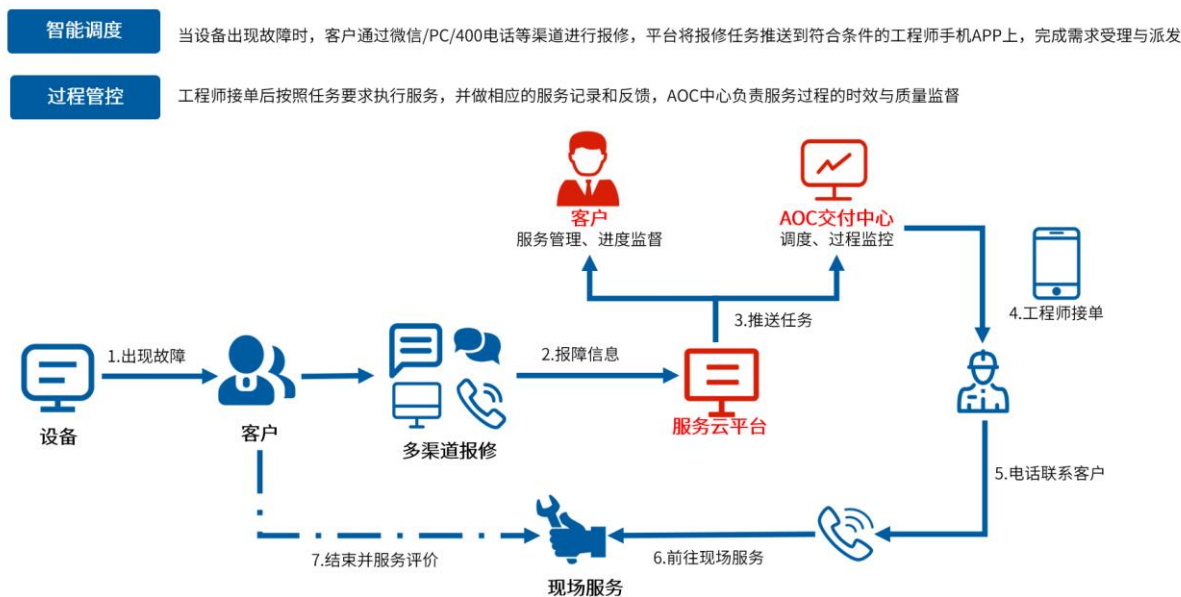 智能调度
当设备出现故障时，客户通过微信/PC/400电话等渠道进行报修，平台将报修任务推送到符合条件的工程师手机APP上，完成需求受理与派发
过程管控
工程师接单后按照任务要求执行服务，并做相应的服务记录和反馈，AOC中心负责服务过程的时效与质量监督
客户
服务管理、进度监督
AOC交付中心
调度、过程监控
4.工程师接单
3.推送任务
1.出现故障
2.报障信息
设备
客户
多渠道报修
服务云平台
5.电话联系客户
7.结束并服务评价
6.前往现场服务
现场服务